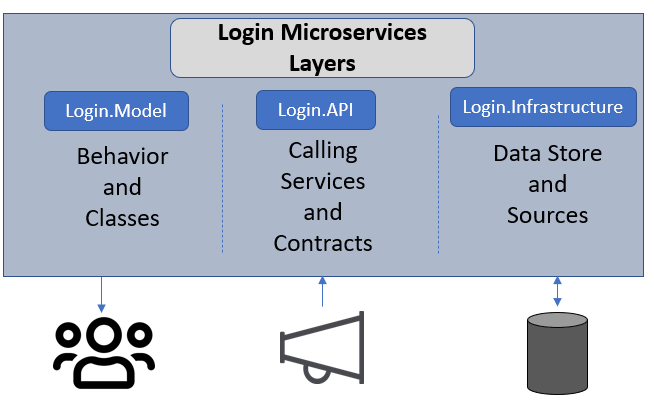 Login Microservices
Layers
Login.Model
Behavior
and
Classes
Login.API
Calling
Services
and
Contracts
Login.Infrastructure
Data Store
and
Sources